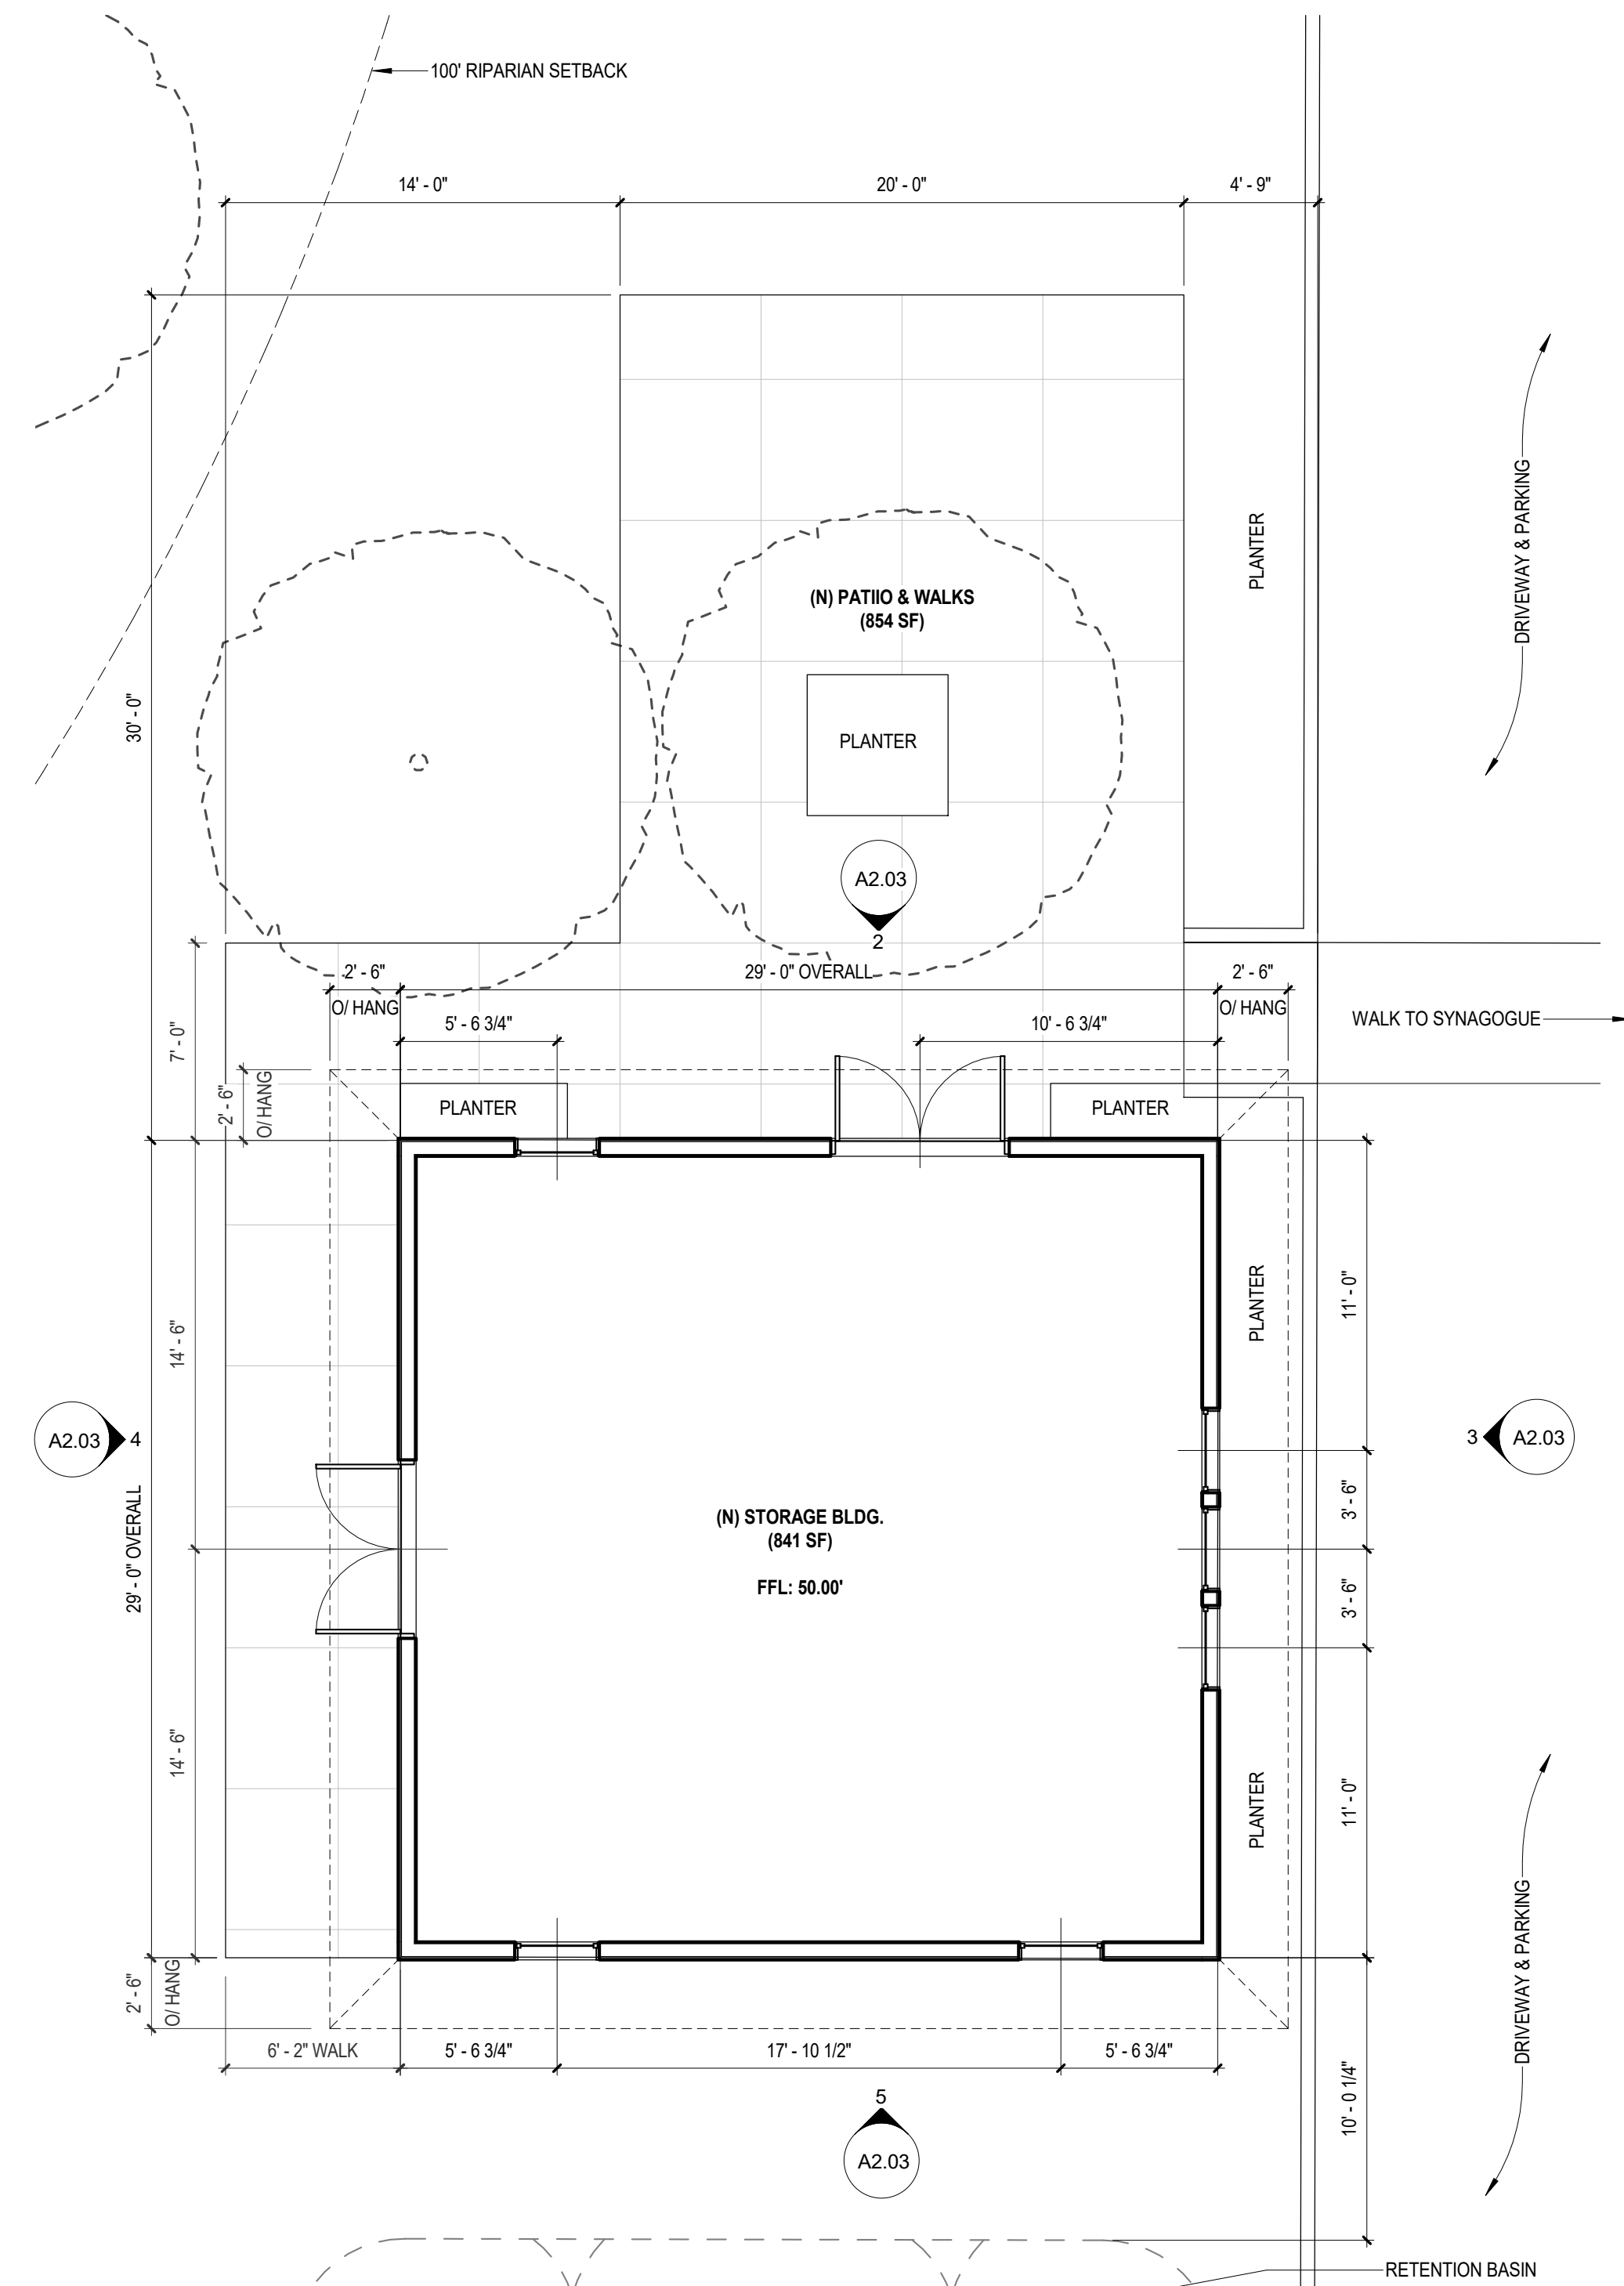 100' RIPARIAN SETBACK
14' - 0"
20' - 0"
4' - 9"
PLANTER
DRIVEWAY & PARKING
(N) PATIIO & WALKS
(854 SF)
30' - 0"
PLANTER
A2.03
2
2' - 6"
O/ HANG
29' - 0" OVERALL
2' - 6"
O/ HANG
5' - 6 3/4"
10' - 6 3/4"
WALK TO SYNAGOGUE
7' - 0"
2' - 6"
O/ HANG
PLANTER
PLANTER
14' - 6"
PLANTER
11' - 0"
A2.03
4
3
A2.03
29' - 0" OVERALL
3' - 6"
(N) STORAGE BLDG.
(841 SF)
FFL: 50.00'
3' - 6"
14' - 6"
PLANTER
11' - 0"
DRIVEWAY & PARKING
2' - 6"
O/ HANG
6' - 2" WALK
5' - 6 3/4"
17' - 10 1/2"
5' - 6 3/4"
10' - 0 1/4"
5
A2.03
RETENTION BASIN